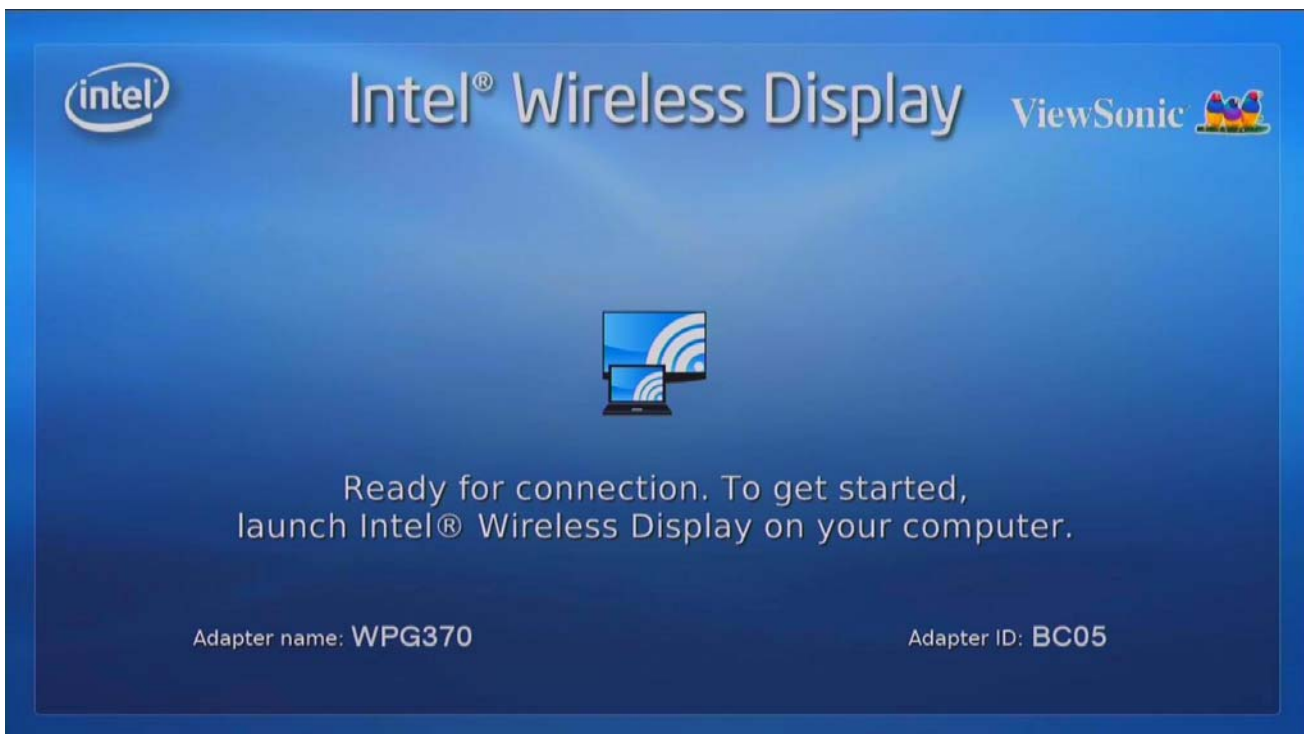 intel
Intel® Wireless Display
ViewSonic
Ready for connection. To get started,
launch Intel® Wireless Display on your computer.
Adapter name: WPG370
Adapter ID: BC05